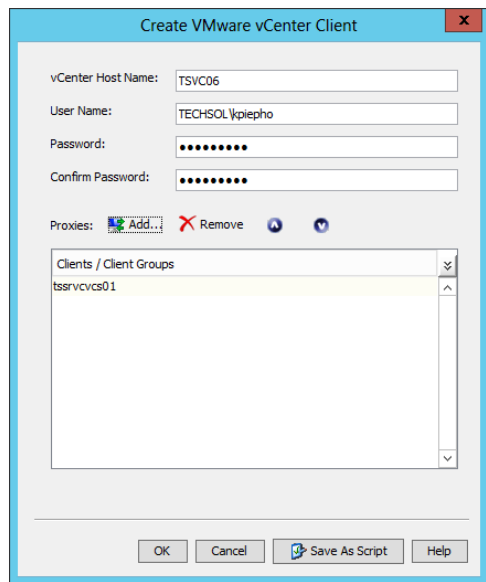 Create VMware vCenter Client
x
vCenter Host Name: TSVC06
User Name: TECHSOL\kpiepho
Password: ●●●●●●●●●
Confirm Password: ●●●●●●●●●
Proxies: Add... Remove
Clients / Client Groups
tssrvcvcs01
OK Cancel Save As Script Help